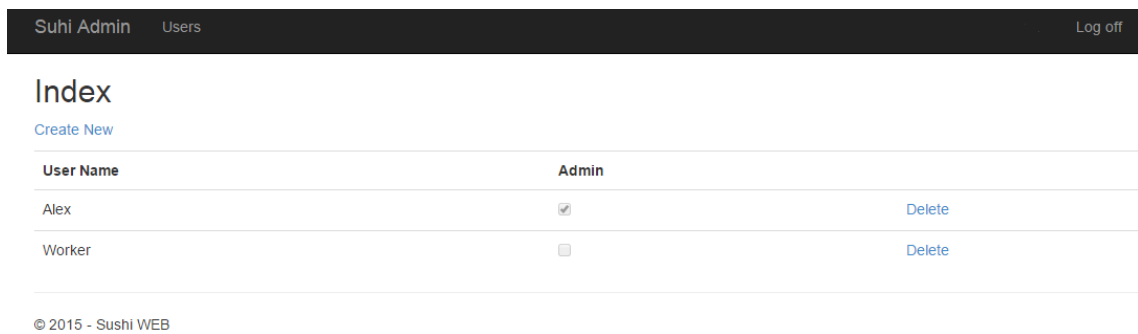 Suhi Admin Users Log off
Index
Create New
User Name Admin
Alex Delete
Worker Delete
© 2015 - Sushi WEB